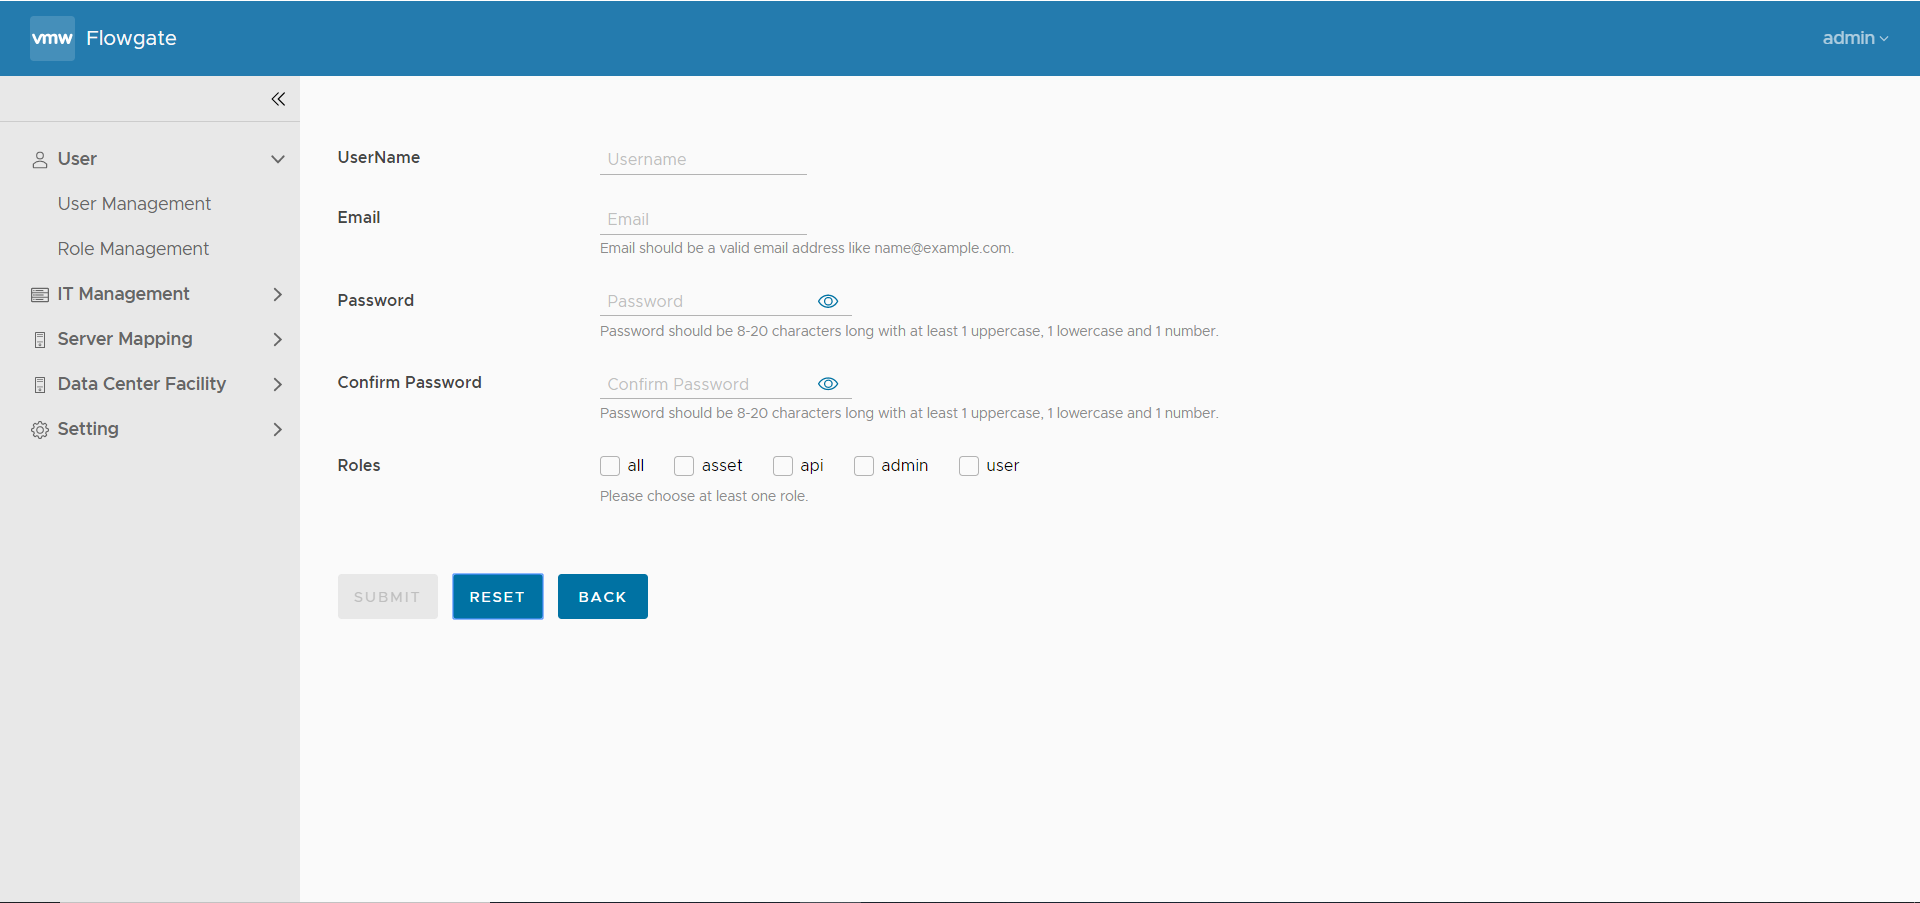 vmw Flowgate
admin
User
User Management
Role Management
IT Management
Server Mapping
Data Center Facility
Setting
UserName
Username
Email
Email
Email should be a valid email address like name@example.com.
Password
Password
Password should be 8-20 characters long with at least 1 uppercase, 1 lowercase and 1 number.
Confirm Password
Confirm Password
Password should be 8-20 characters long with at least 1 uppercase, 1 lowercase and 1 number.
Roles
all asset api admin user
Please choose at least one role.
SUBMIT RESET BACK